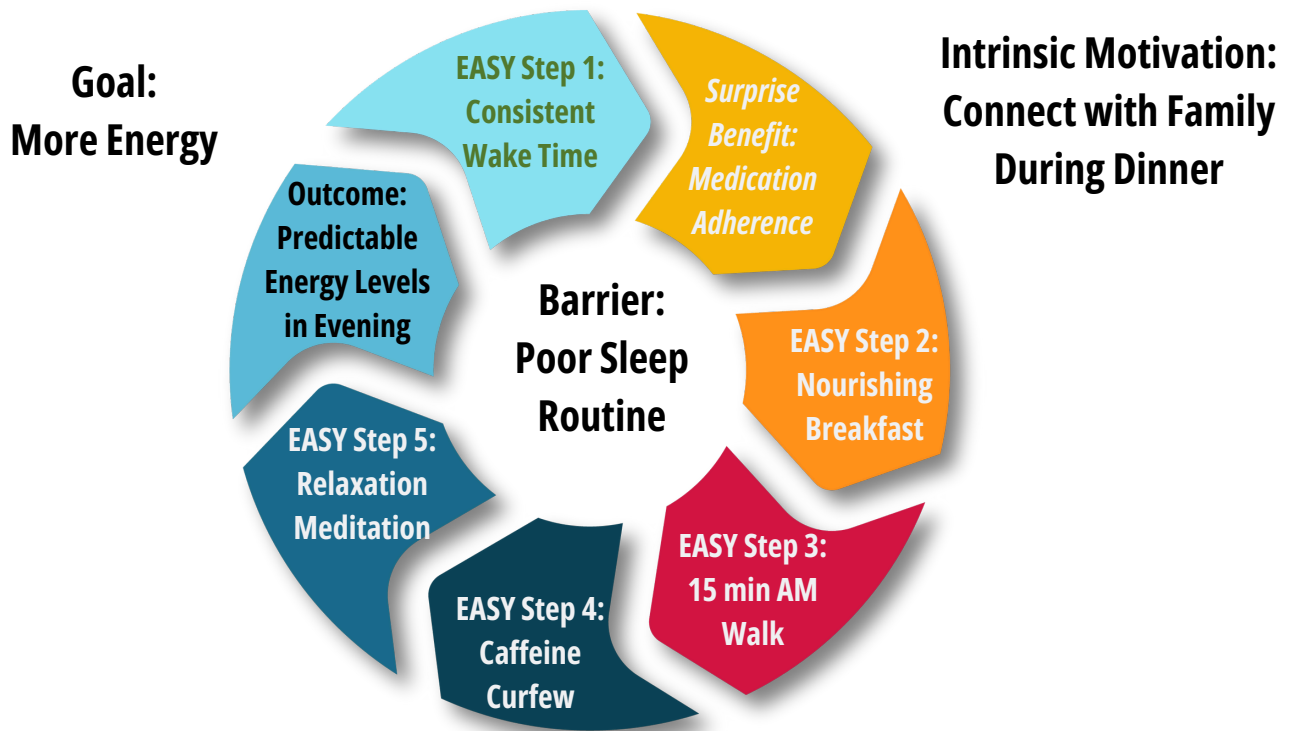 Goal:
More Energy
Intrinsic Motivation:
Connect with Family
During Dinner
EASY Step 1:
Consistent
Wake Time
Surprise
Benefit:
Medication
Adherence
EASY Step 2:
Nourishing
Breakfast
EASY Step 3:
15 min AM
Walk
EASY Step 4:
Caffeine
Curfew
EASY Step 5:
Relaxation
Meditation
Outcome:
Predictable
Energy Levels
in Evening
Barrier:
Poor Sleep
Routine